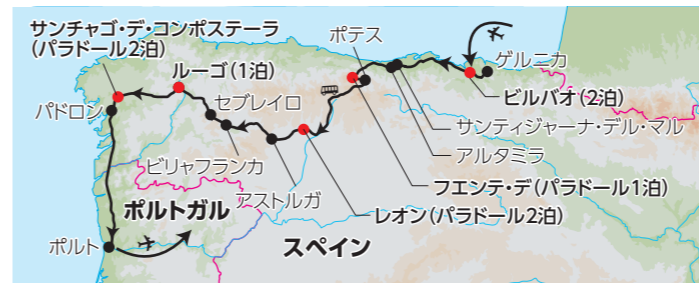 サンチャゴ・デ・コンポステーラ
(パラドール2泊)
ポテス
ゲルニカ
ルーゴ(1泊)
ビルバオ(2泊)
パドロン
セブレイロ
サンティジャーナ・デル・マル
アルタミラ
ビリャフランカ
フエンテ・デ(パラドール1泊)
アストルガ
レオン(パラドール2泊)
ポルトガル
ポルト
スペイン